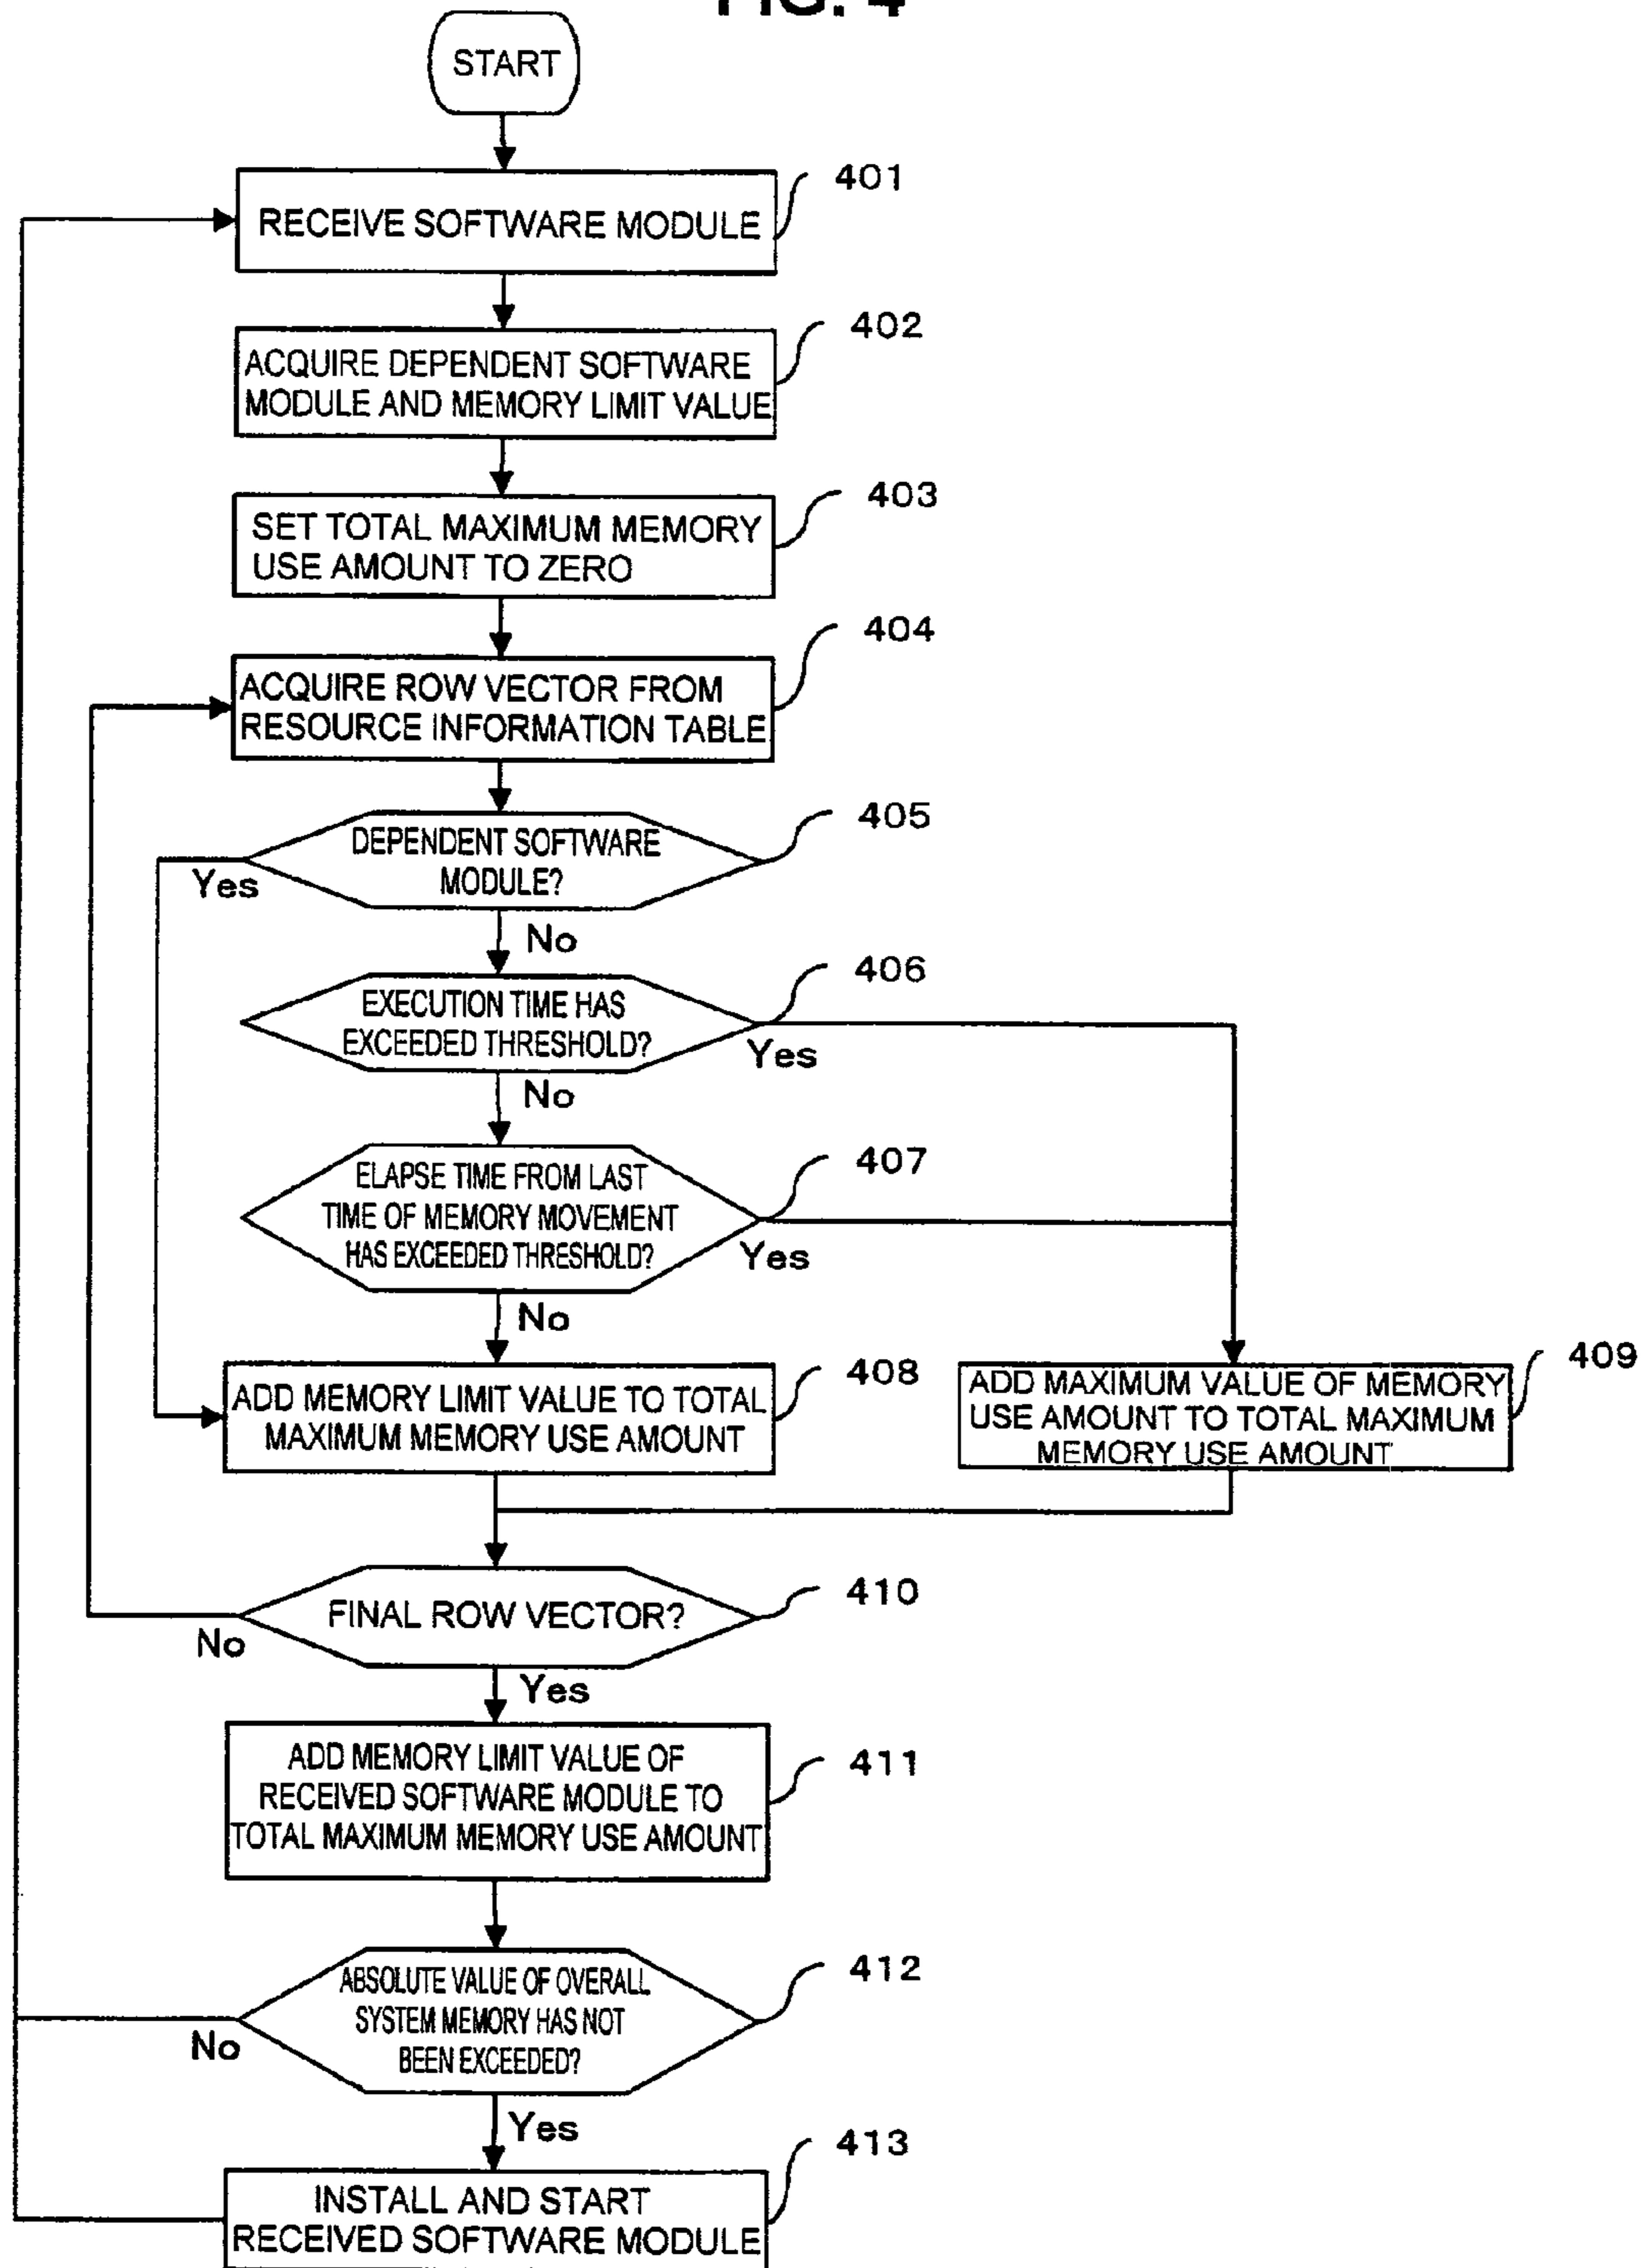 FIG. 4
START
401
RECEIVE SOFTWARE MODULE
402
ACQUIRE DEPENDENT SOFTWARE
MODULE AND MEMORY LIMIT VALUE
403
SET TOTAL MAXIMUM MEMORY
USE AMOUNT TO ZERO
404
ACQUIRE ROW VECTOR FROM
RESOURCE INFORMATION TABLE
405
DEPENDENT SOFTWARE
MODULE?
Yes
No
406
EXECUTION TIME HAS
EXCEEDED THRESHOLD?
Yes
No
407
ELAPSE TIME FROM LAST
TIME OF MEMORY MOVEMENT
HAS EXCEEDED THRESHOLD?
Yes
No
408
ADD MEMORY LIMIT VALUE TO TOTAL
MAXIMUM MEMORY USE AMOUNT
409
ADD MAXIMUM VALUE OF MEMORY
USE AMOUNT TO TOTAL MAXIMUM
MEMORY USE AMOUNT
410
FINAL ROW VECTOR?
No
Yes
411
ADD MEMORY LIMIT VALUE OF
RECEIVED SOFTWARE MODULE TO
TOTAL MAXIMUM MEMORY USE AMOUNT
412
ABSOLUTE VALUE OF OVERALL
SYSTEM MEMORY HAS NOT
BEEN EXCEEDED?
No
Yes
413
INSTALL AND START
RECEIVED SOFTWARE MODULE